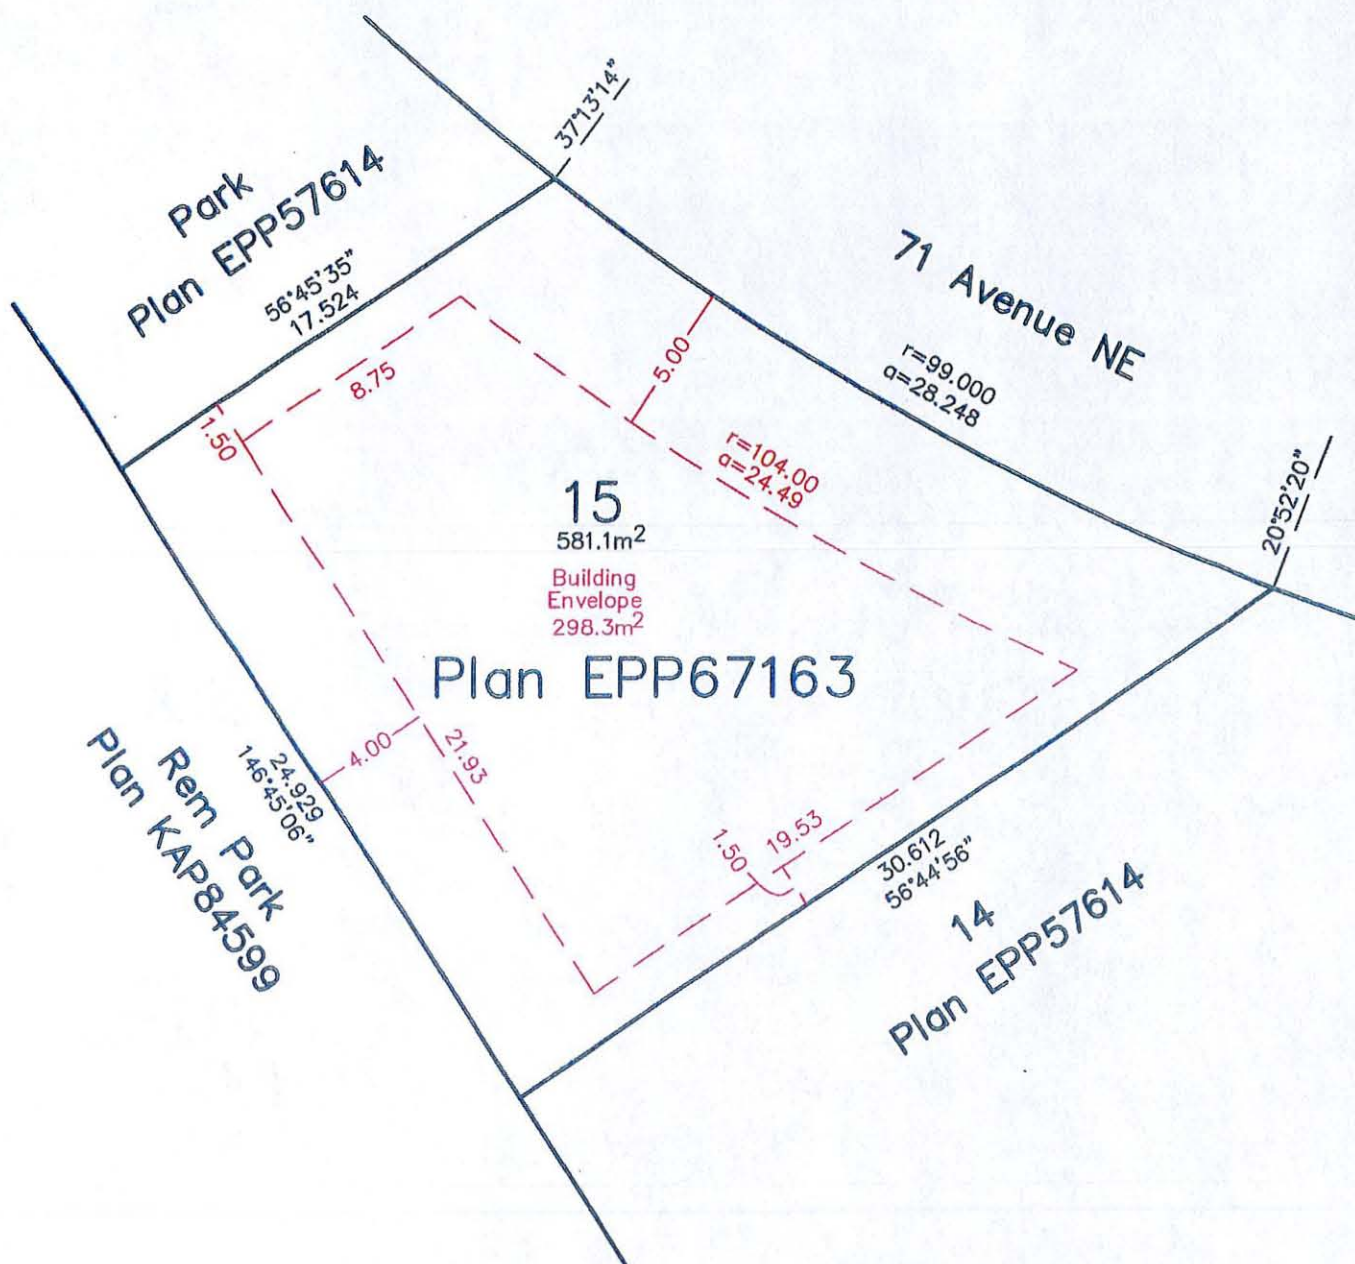 37°13'14"
Park
Plan EPP57614
56°45'35"
17.524
71 Avenue NE
r=99.000
a=28.248
20°52'20"
8.75
5.00
1.50
r=104.00
a=24.49
15
581.1m²
Building
Envelope
298.3m²
Plan EPP67163
4.00
21.93
24.929
146°45'06"
Rem Park
Plan KAP84599
1.50
19.53
30.612
56°44'56"
14
Plan EPP57614